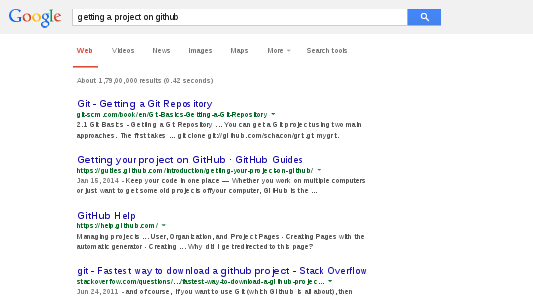 Google
getting a project on github
Web Videos News Images Maps More Search tools
About 1,79,00,000 results (0.42 seconds)
Git - Getting a Git Repository
git-scm.com/book/en/Git-Basics-Getting-a-Git-Repository
2.1 Git Basics - Getting a Git Repository ... You can get a Git project using two main
approaches. The first takes ... git clone git://github.com/schacon/grit.git mygrit.
Getting your project on GitHub · GitHub Guides
https://guides.github.com/introduction/getting-your-project-on-github/
Jan 15, 2014 - Keep your code in one place — Whether you work on multiple computers
or just want to get some old projects off your computer, GitHub is the ...
GitHub Help
https://help.github.com/
Managing projects ... User, Organization, and Project Pages - Creating Pages with the
automatic generator - Creating ... Why did I get redirected to this page?
git - Fastest way to download a github project - Stack Overflow
stackoverflow.com/questions/.../fastest-way-to-download-a-github-projec...
Jun 24, 2011 - and of course, if you want to use Git (which GitHub is all about), then